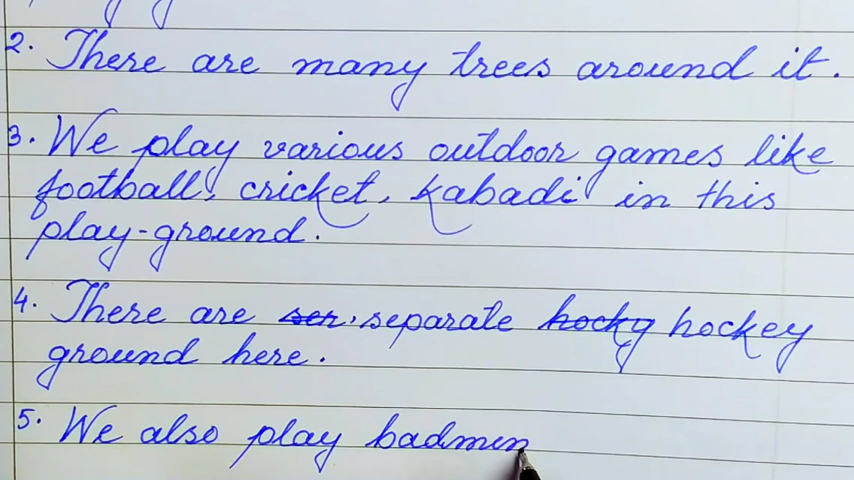 2. There are many trees around it.
3. We play various outdoor games like
football, cricket, kabadi in this
play-ground.
4. There are ser. separate hocky hockey
ground here.
5. We also play badmin